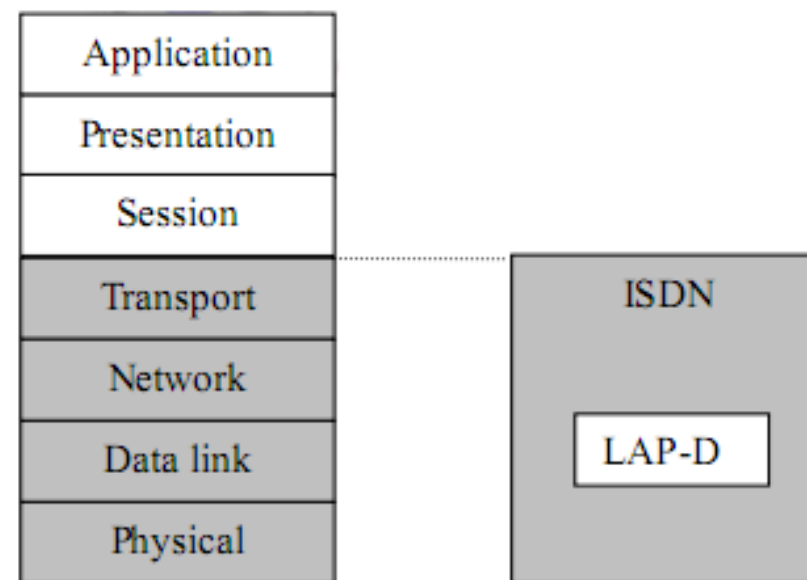 Application
Presentation
Session
Transport
Network
Data link
Physical
ISDN
LAP-D